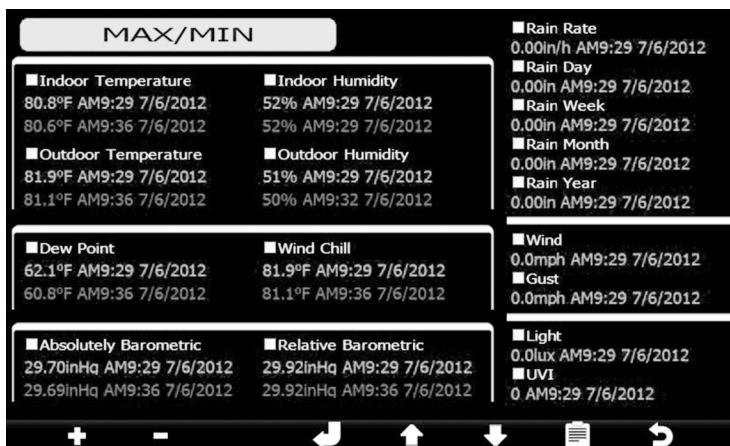 MAX/MIN
Indoor Temperature
80.8°F AM9:29 7/6/2012
80.6°F AM9:36 7/6/2012
Indoor Humidity
52% AM9:29 7/6/2012
52% AM9:29 7/6/2012
Outdoor Temperature
81.9°F AM9:29 7/6/2012
81.1°F AM9:36 7/6/2012
Outdoor Humidity
51% AM9:29 7/6/2012
50% AM9:32 7/6/2012
Dew Point
62.1°F AM9:29 7/6/2012
60.8°F AM9:36 7/6/2012
Wind Chill
81.9°F AM9:29 7/6/2012
81.1°F AM9:36 7/6/2012
Absolutely Barometric
29.70inHg AM9:29 7/6/2012
29.69inHg AM9:36 7/6/2012
Relative Barometric
29.92inHg AM9:29 7/6/2012
29.92inHg AM9:36 7/6/2012
Rain Rate
0.00in/h AM9:29 7/6/2012
Rain Day
0.00in AM9:29 7/6/2012
Rain Week
0.00in AM9:29 7/6/2012
Rain Month
0.00in AM9:29 7/6/2012
Rain Year
0.00in AM9:29 7/6/2012
Wind
0.0mph AM9:29 7/6/2012
Gust
0.0mph AM9:29 7/6/2012
Light
0.0lux AM9:29 7/6/2012
UVI
0 AM9:29 7/6/2012